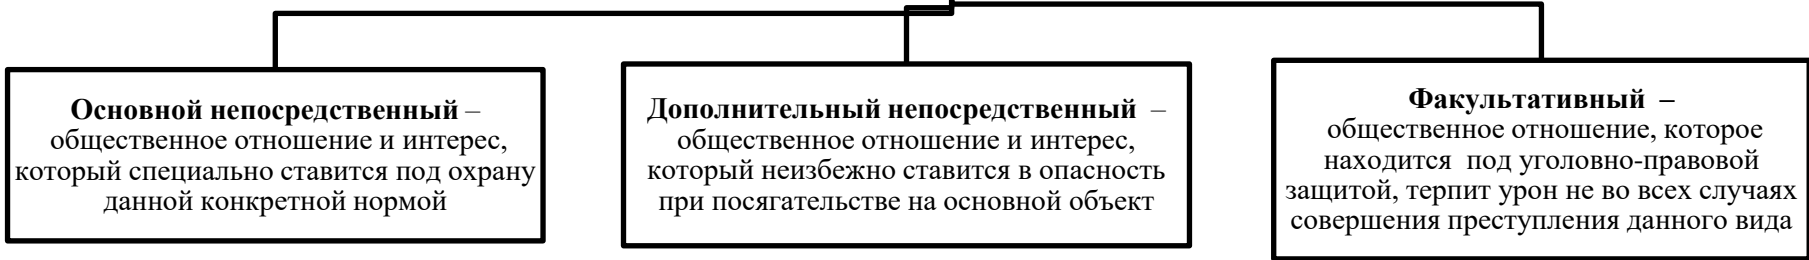 Основной непосредственный –
общественное отношение и интерес,
который специально ставится под охрану
данной конкретной нормой
Дополнительный непосредственный –
общественное отношение и интерес,
который неизбежно ставится в опасность
при посягательстве на основной объект
Факультативный –
общественное отношение, которое
находится под уголовно-правовой
защитой, терпит урон не во всех случаях
совершения преступления данного вида